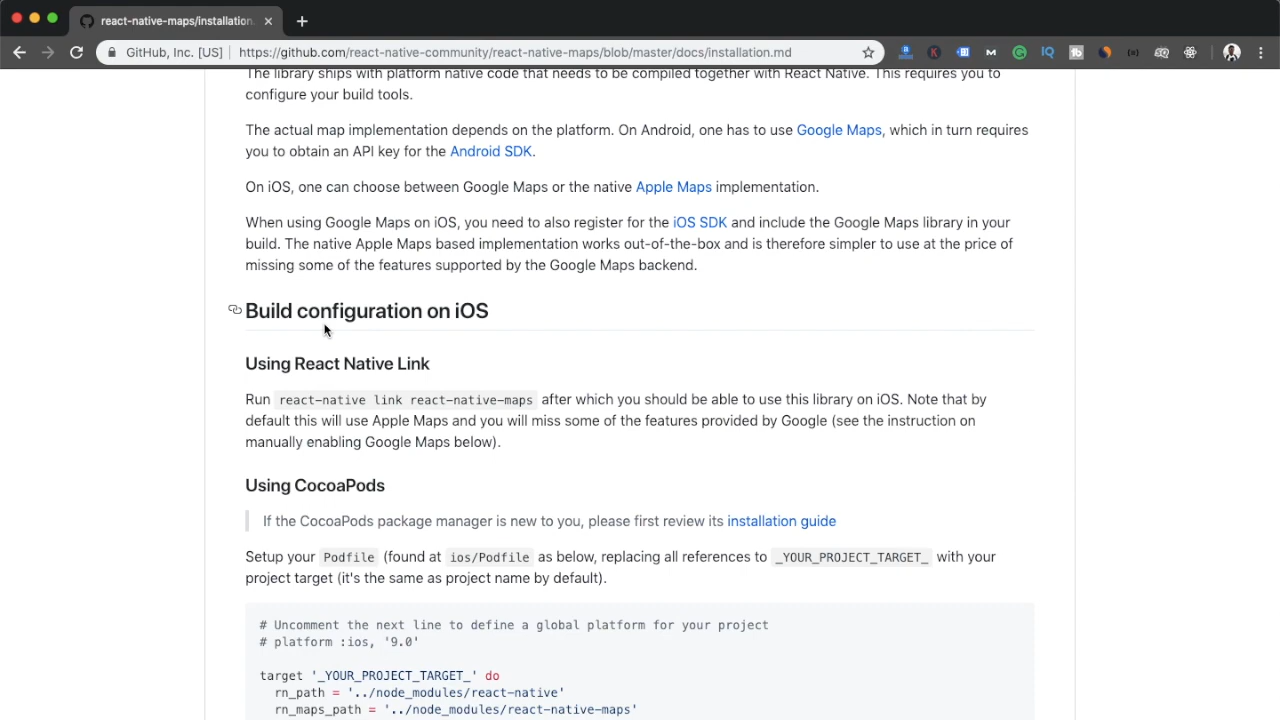 react-native-maps/installation.
GitHub, Inc. [US] | https://github.com/react-native-community/react-native-maps/blob/master/docs/installation.md
The library ships with platform native code that needs to be compiled together with React Native. This requires you to
configure your build tools.
The actual map implementation depends on the platform. On Android, one has to use Google Maps, which in turn requires
you to obtain an API key for the Android SDK.
On iOS, one can choose between Google Maps or the native Apple Maps implementation.
When using Google Maps on iOS, you need to also register for the iOS SDK and include the Google Maps library in your
build. The native Apple Maps based implementation works out-of-the-box and is therefore simpler to use at the price of
missing some of the features supported by the Google Maps backend.
Build configuration on iOS
Using React Native Link
Run react-native link react-native-maps after which you should be able to use this library on iOS. Note that by
default this will use Apple Maps and you will miss some of the features provided by Google (see the instruction on
manually enabling Google Maps below).
Using CocoaPods
If the CocoaPods package manager is new to you, please first review its installation guide
Setup your Podfile (found at ios/Podfile as below, replacing all references to _YOUR_PROJECT_TARGET_ with your
project target (it's the same as project name by default).
# Uncomment the next line to define a global platform for your project
# platform :ios, '9.0'
target '_YOUR_PROJECT_TARGET_' do
rn_path = '../node_modules/react-native'
rn_maps_path = '../node_modules/react-native-maps'